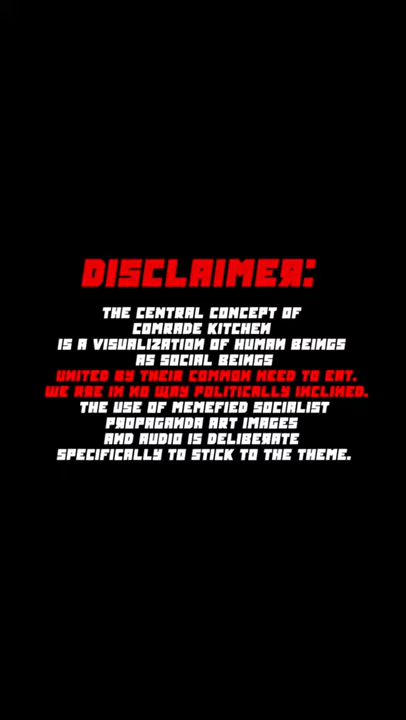 DISCLAIMER:
THE CENTRAL CONCEPT OF
COMRADE KITCHEN
IS A VISUALIZATION OF HUMAN BEINGS
AS SOCIAL BEINGS
UNITED BY THEIR COMMON NEED TO EAT.
WE ARE IN NO WAY POLITICALLY INCLINED.
THE USE OF MEMEFIED SOCIALIST
PROPAGANDA ART IMAGES
AND AUDIO IS DELIBERATE
SPECIFICALLY TO STICK TO THE THEME.